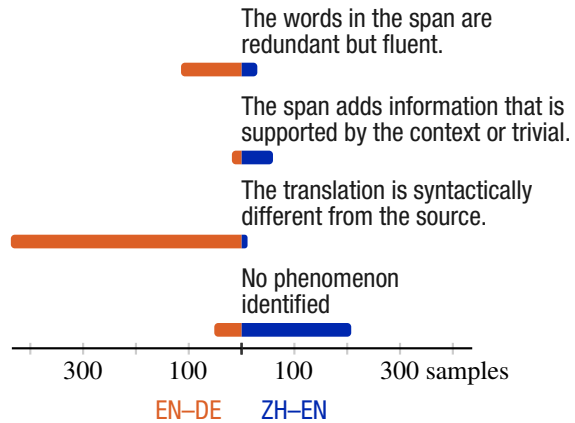 The words in the span are
redundant but fluent.
The span adds information that is
supported by the context or trivial.
The translation is syntactically
different from the source.
No phenomenon
identified
300 100 100 300 samples
EN–DE ZH–EN